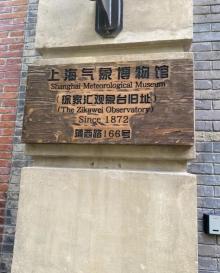 上海气象博物馆
Shanghai Meteorological Museum
(徐家汇观象台旧址)
(The Zikawei Observatory)
Since 1872
蒲西路166号